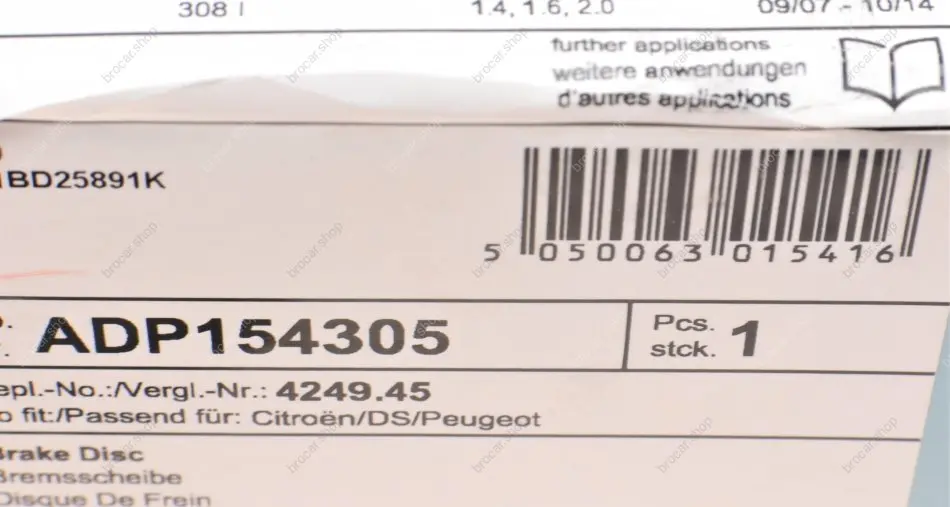 308 I 1.4, 1.6, 2.0 09/07 - 10/14
further applications
weitere anwendungen
d'autres applications
BD25891K
5 050063 015416
ADP154305
Pcs. 1
stck.
epl.-No.:/Vergl.-Nr.: 4249.45
o fit:/Passend für: Citroën/DS/Peugeot
Brake Disc
Bremsscheibe
Disque De Frein
brocar.shop